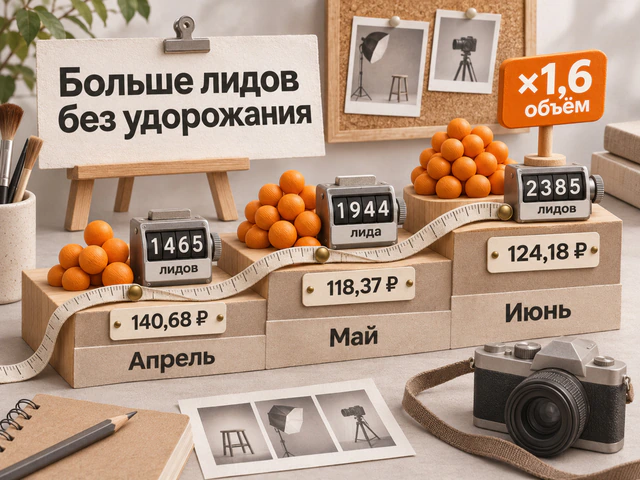 Больше лидов
без удорожания
×1,6
объём
1465
лидов
140,68 ₽
Апрель
1944
лида
118,37 ₽
Май
2385
лидов
124,18 ₽
Июнь